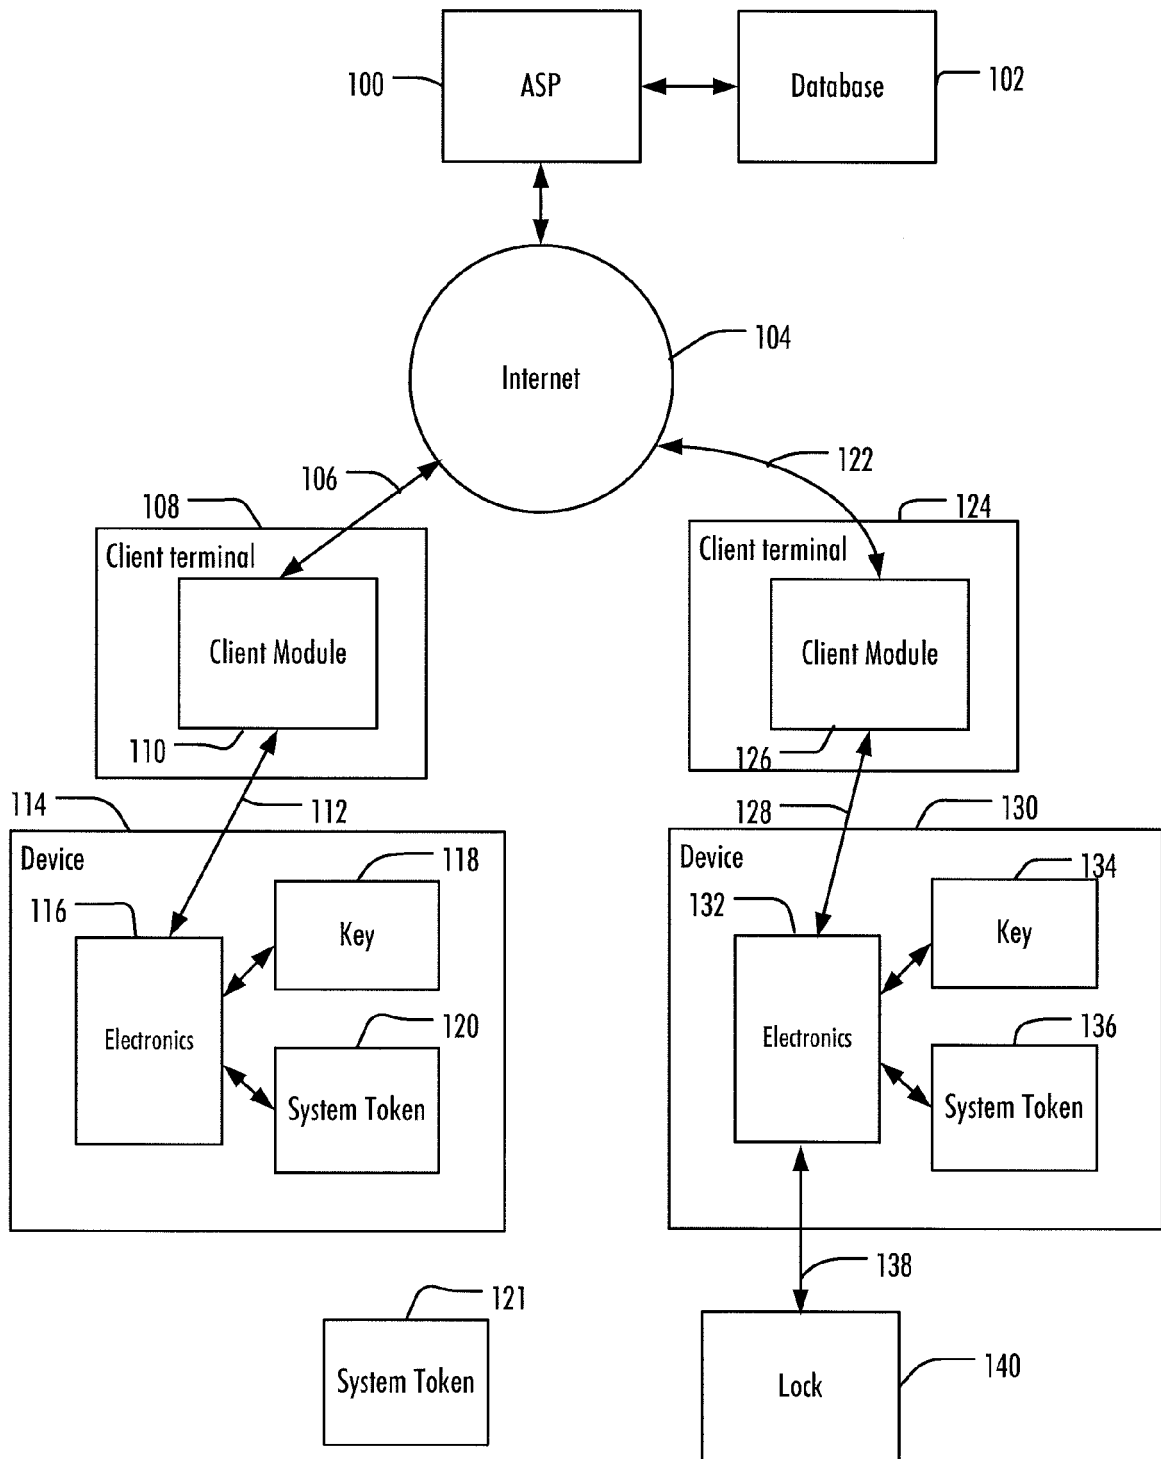 100
ASP
Database
102
104
Internet
106
122
108
124
Client terminal
Client terminal
Client Module
Client Module
110
126
112
128
114
130
Device
Device
118
134
116
132
Key
Key
120
136
Electronics
Electronics
System Token
System Token
138
121
System Token
Lock
140